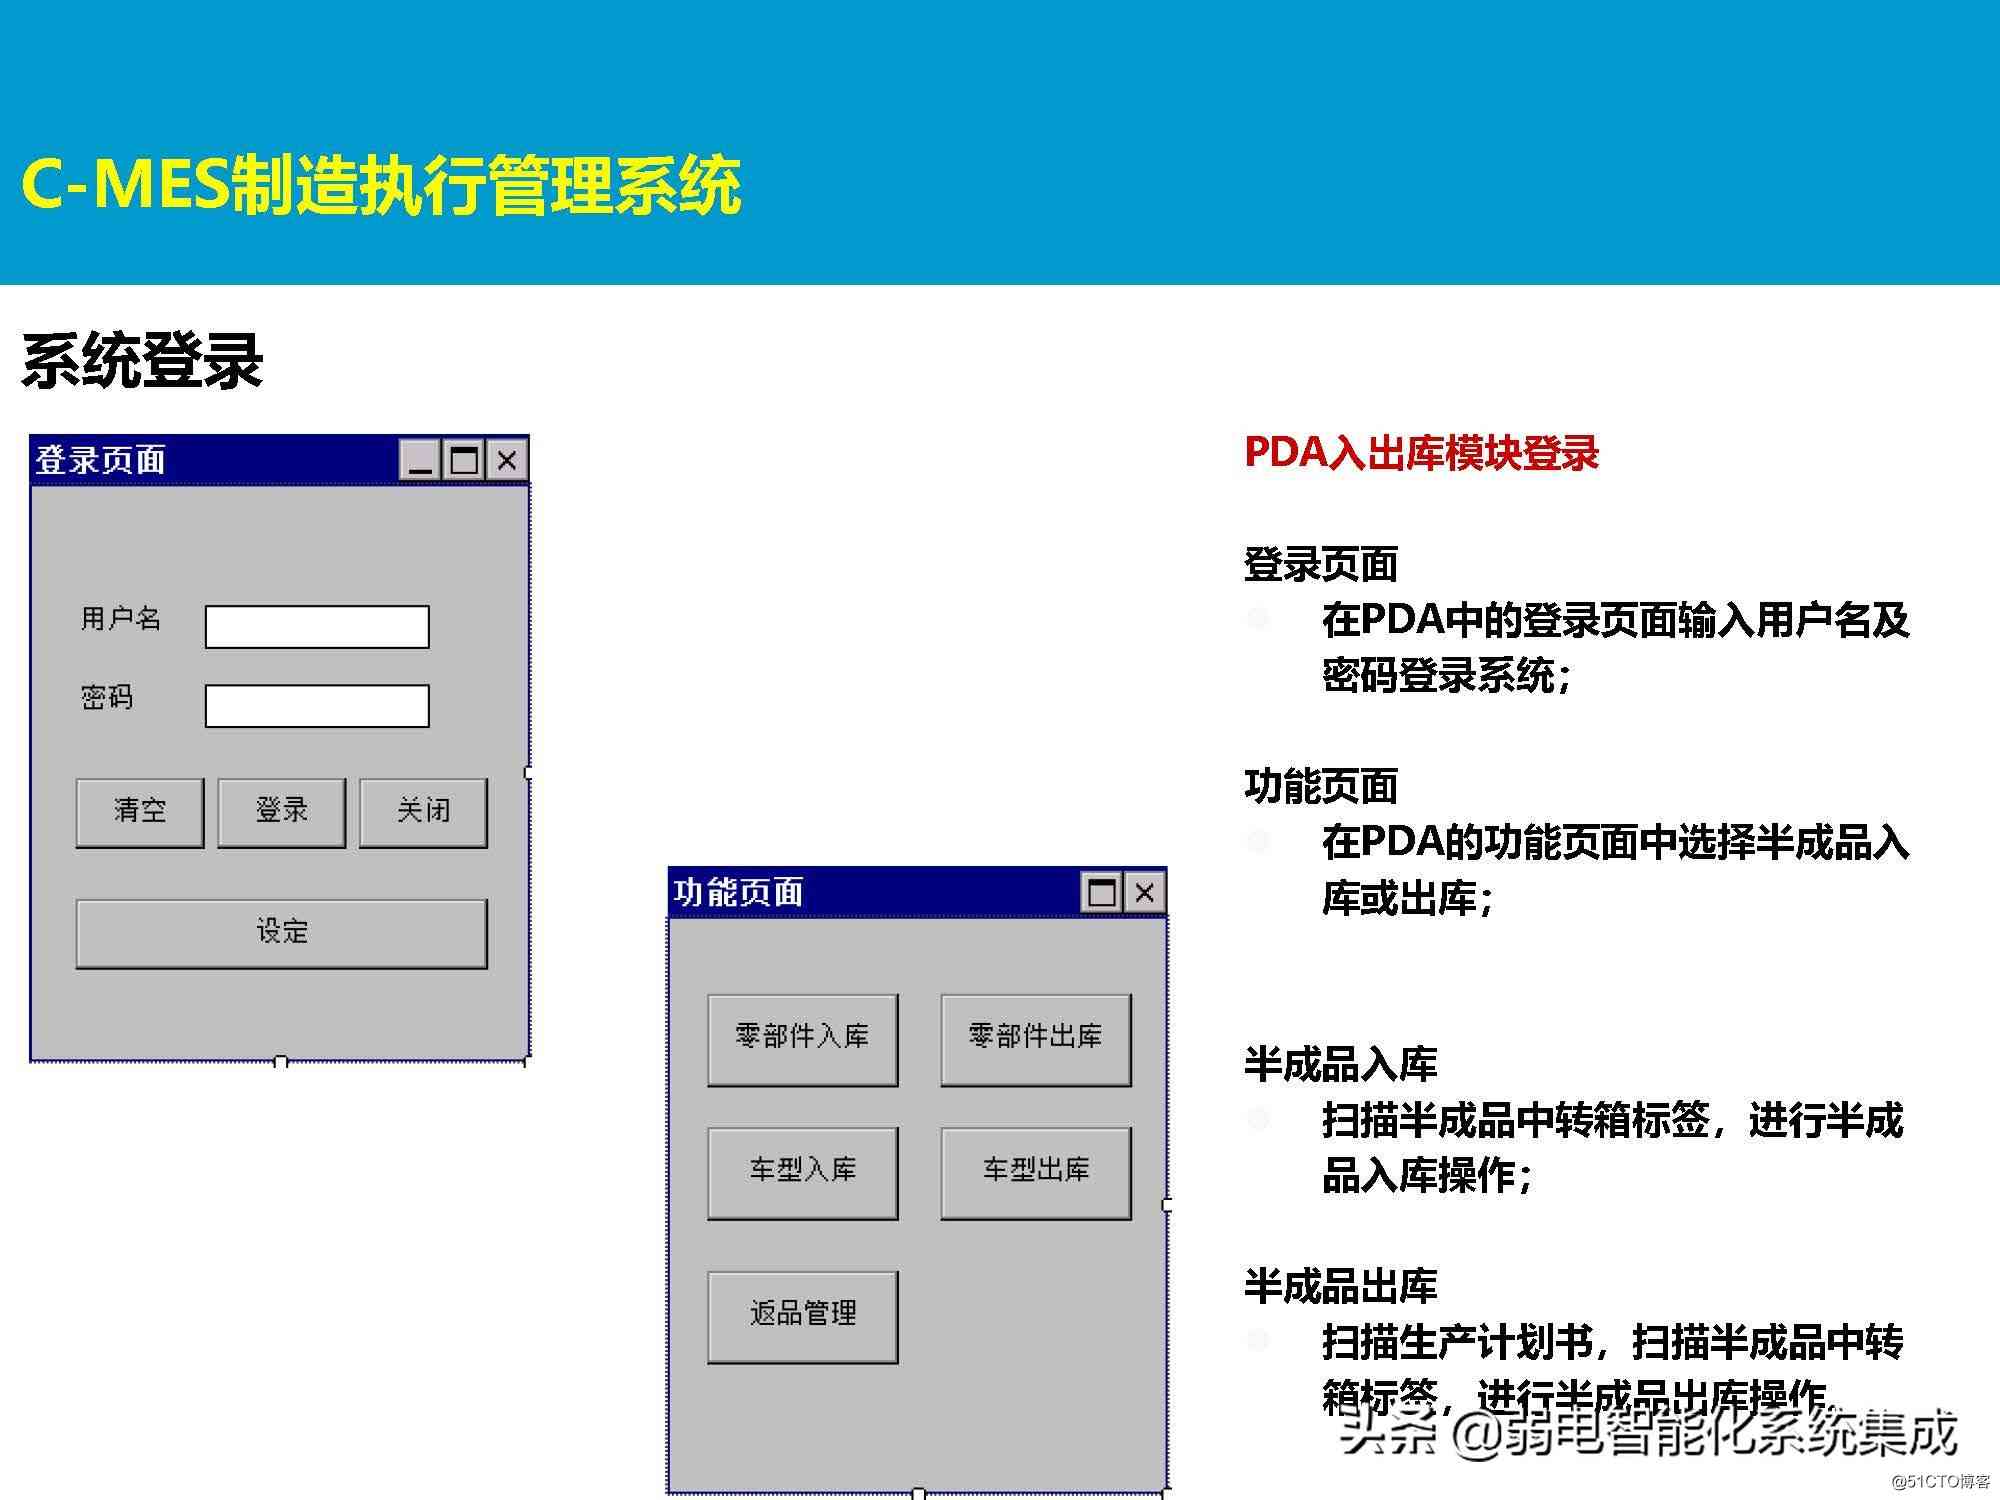 C-MES制造执行管理系统
系统登录
登录页面
用户名
密码
清空 登录 关闭
设定
功能页面
零部件入库 零部件出库
车型入库 车型出库
返品管理
PDA入出库模块登录
登录页面
在PDA中的登录页面输入用户名及
密码登录系统；
功能页面
在PDA的功能页面中选择半成品入
库或出库；
半成品入库
扫描半成品中转箱标签，进行半成
品入库操作；
半成品出库
扫描生产计划书，扫描半成品中转
箱标签，进行半成品出库操作。
头条 @弱电智能化系统集成
@51CTO博客